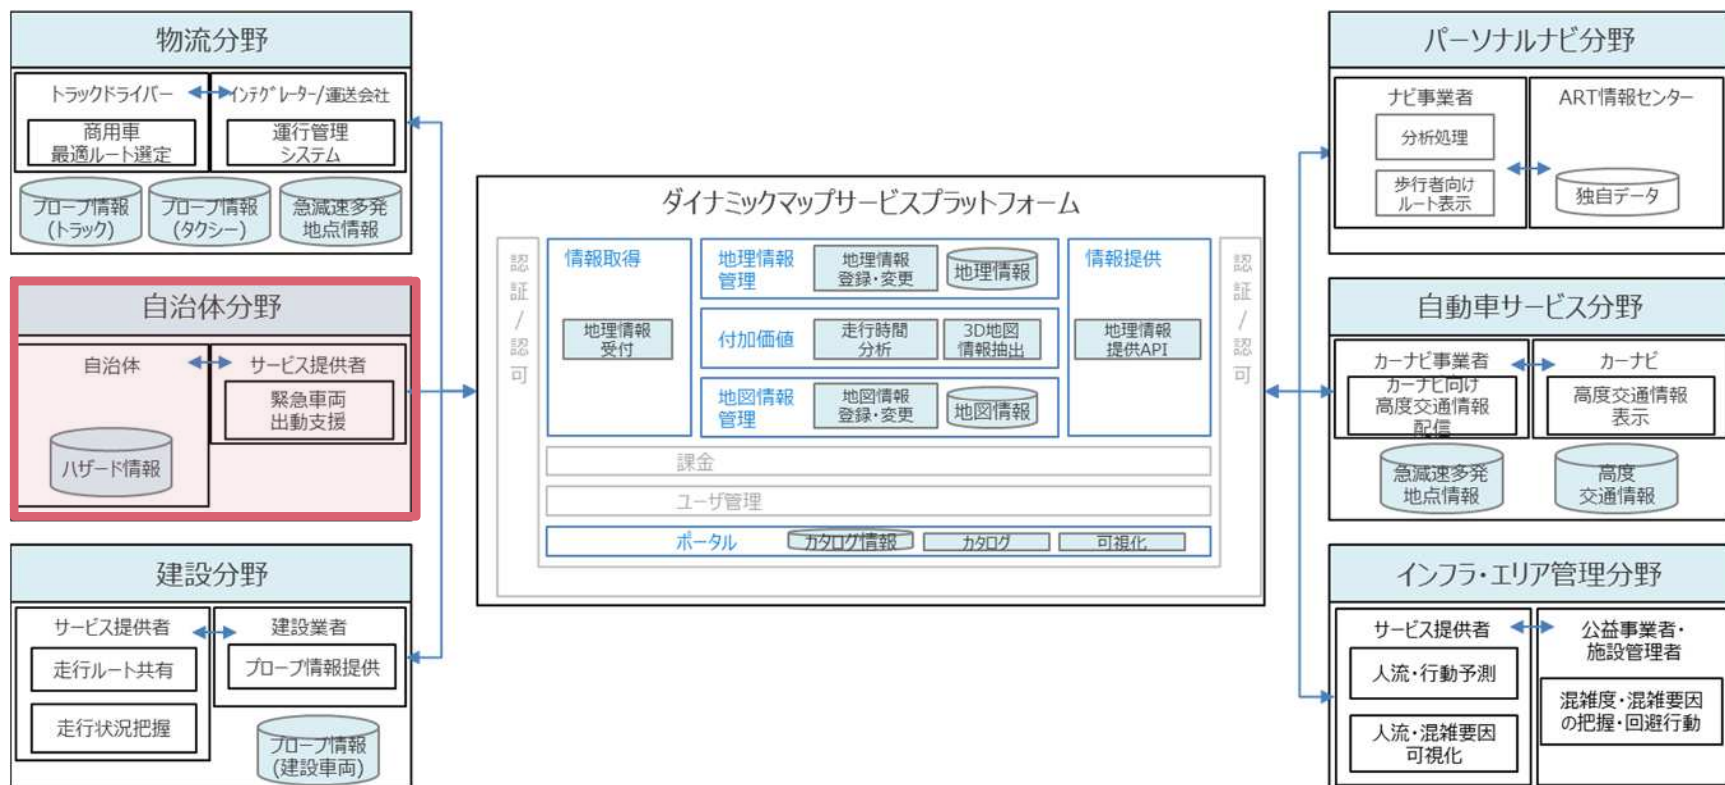 物流分野
トラックドライバー
インテグレーター/運送会社
商用車
最適ルート選定
運行管理
システム
プローブ情報
(トラック)
プローブ情報
(タクシー)
急減速多発
地点情報
自治体分野
自治体
サービス提供者
緊急車両
出動支援
ハザード情報
建設分野
サービス提供者
建設業者
走行ルート共有
プローブ情報提供
走行状況把握
プローブ情報
(建設車両)
ダイナミックマップサービスプラットフォーム
認証/認可
情報取得
地理情報
受付
地理情報
管理
地理情報
登録・変更
地理情報
付加価値
走行時間
分析
3D地図
情報抽出
地図情報
管理
地図情報
登録・変更
地図情報
情報提供
地理情報
提供API
認証/認可
課金
ユーザ管理
ポータル
カタログ情報
カタログ
可視化
パーソナルナビ分野
ナビ事業者
ART情報センター
分析処理
歩行者向け
ルート表示
独自データ
自動車サービス分野
カーナビ事業者
カーナビ
カーナビ向け
高度交通情報
配信
高度交通情報
表示
急減速多発
地点情報
高度
交通情報
インフラ・エリア管理分野
サービス提供者
公益事業者・
施設管理者
人流・行動予測
人流・混雑要因
可視化
混雑度・混雑要因
の把握・回避行動